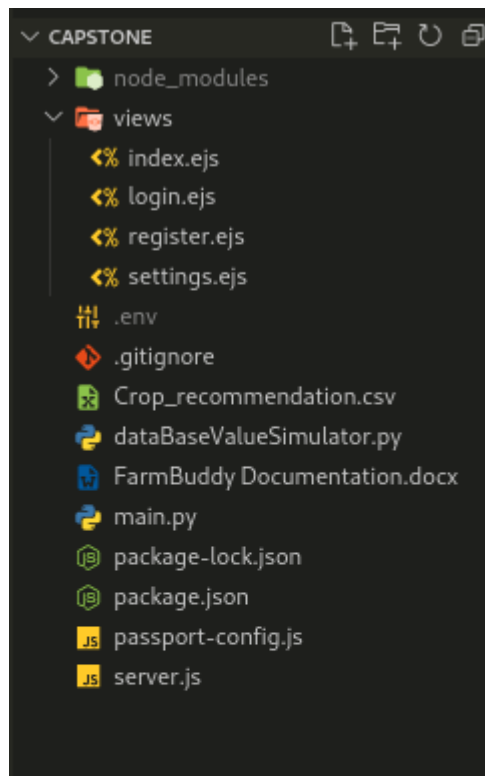 CAPSTONE
node_modules
views
index.ejs
login.ejs
register.ejs
settings.ejs
.env
.gitignore
Crop_recommendation.csv
dataBaseValueSimulator.py
FarmBuddy Documentation.docx
main.py
package-lock.json
package.json
passport-config.js
server.js